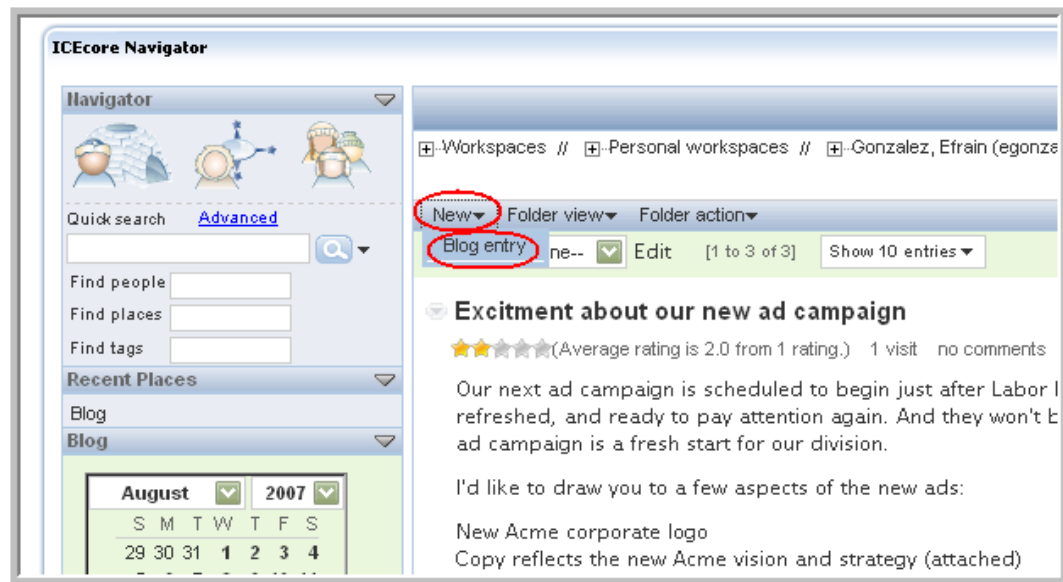 ICEcore Navigator
Navigator
Quick search Advanced
Find people
Find places
Find tags
Recent Places
Blog
Blog
August 2007
S M T W T F S
29 30 31 1 2 3 4
Workspaces // Personal workspaces // Gonzalez, Efrain (egonza
New Folder view Folder action
Blog entry ne-- Edit [1 to 3 of 3] Show 10 entries
Excitment about our new ad campaign
(Average rating is 2.0 from 1 rating.) 1 visit no comments
Our next ad campaign is scheduled to begin just after Labor
refreshed, and ready to pay attention again. And they won't
ad campaign is a fresh start for our division.
I'd like to draw you to a few aspects of the new ads:
New Acme corporate logo
Copy reflects the new Acme vision and strategy (attached)